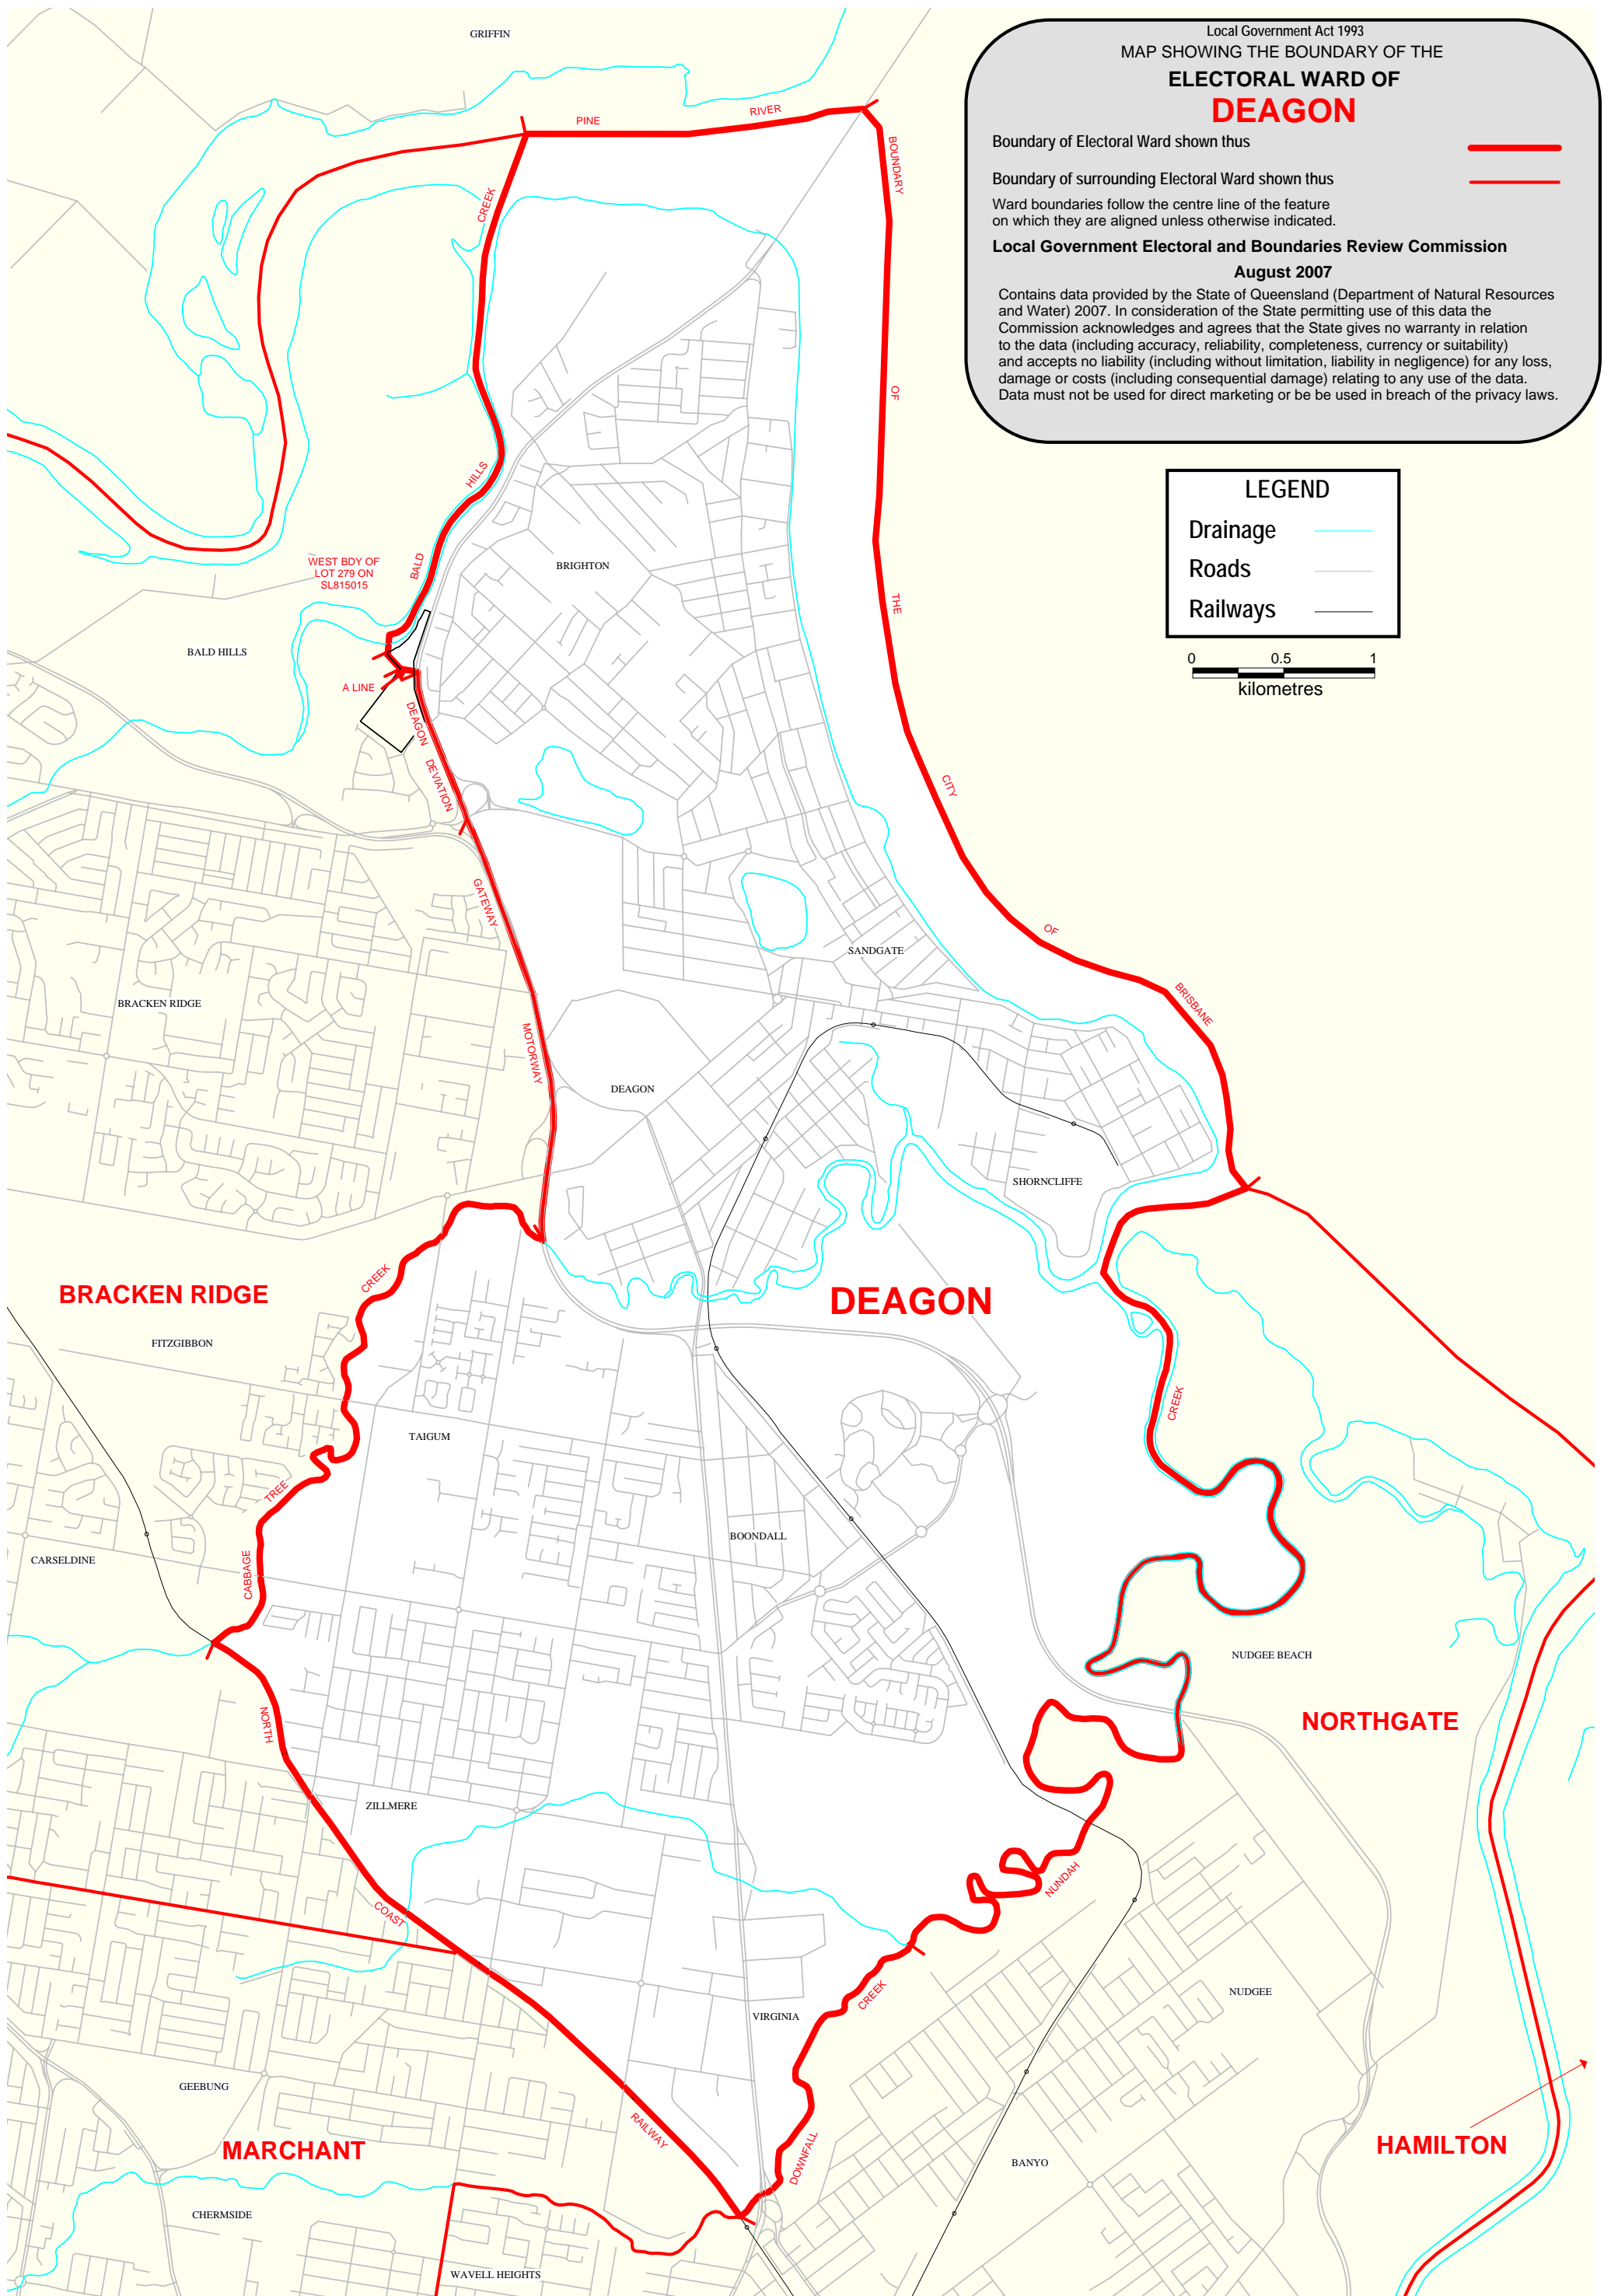 Local Government Act 1993
MAP SHOWING THE BOUNDARY OF THE
ELECTORAL WARD OF
DEAGON
Boundary of Electoral Ward shown thus
Boundary of surrounding Electoral Ward shown thus
Ward boundaries follow the centre line of the feature
on which they are aligned unless otherwise indicated.
Local Government Electoral and Boundaries Review Commission
August 2007
Contains data provided by the State of Queensland (Department of Natural Resources
and Water) 2007. In consideration of the State permitting use of this data the
Commission acknowledges and agrees that the State gives no warranty in relation
to the data (including accuracy, reliability, completeness, currency or suitability)
and accepts no liability (including without limitation, liability in negligence) for any loss,
damage or costs (including consequential damage) relating to any use of the data.
Data must not be used for direct marketing or be be used in breach of the privacy laws.
LEGEND
Drainage
Roads
Railways
0 0.5 1
kilometres
GRIFFIN
PINE
RIVER
BOUNDARY
OF
THE
CITY
OF
BRISBANE
CREEK
HILLS
BALD
WEST BDY OF
LOT 279 ON
SL815015
BRIGHTON
BALD HILLS
A LINE
DEAGON
DEVIATION
GATEWAY
MOTORWAY
SANDGATE
BRACKEN RIDGE
DEAGON
SHORNCLIFFE
BRACKEN RIDGE
DEAGON
CREEK
FITZGIBBON
CREEK
TAIGUM
TREE
BOONDALL
CARSELDINE
CABBAGE
NUDGEE BEACH
NORTH
NORTHGATE
ZILLMERE
NUNDAH
COAST
CREEK
NUDGEE
VIRGINIA
GEEBUNG
RAILWAY
MARCHANT
DOWNFALL
HAMILTON
BANYO
CHERMSIDE
WAVELL HEIGHTS